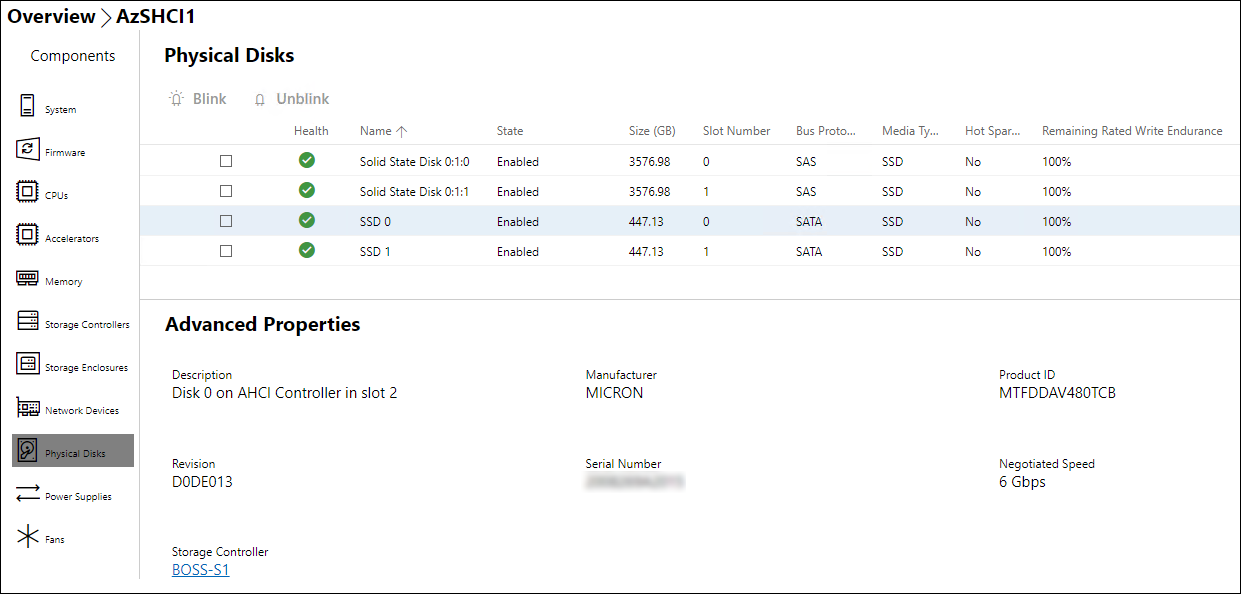 Overview > AzSHCI1
Components
System
Firmware
CPUs
Accelerators
Memory
Storage Controllers
Storage Enclosures
Network Devices
Physical Disks
Power Supplies
Fans
Physical Disks
Blink Unblink
Health Name State Size (GB) Slot Number Bus Proto... Media Ty... Hot Spar... Remaining Rated Write Endurance
Solid State Disk 0:1:0 Enabled 3576.98 0 SAS SSD No 100%
Solid State Disk 0:1:1 Enabled 3576.98 1 SAS SSD No 100%
SSD 0 Enabled 447.13 0 SATA SSD No 100%
SSD 1 Enabled 447.13 1 SATA SSD No 100%
Advanced Properties
Description Manufacturer Product ID
Disk 0 on AHCI Controller in slot 2 MICRON MTFDDAV480TCB
Revision Serial Number Negotiated Speed
D0DE013 6 Gbps
Storage Controller
BOSS-S1